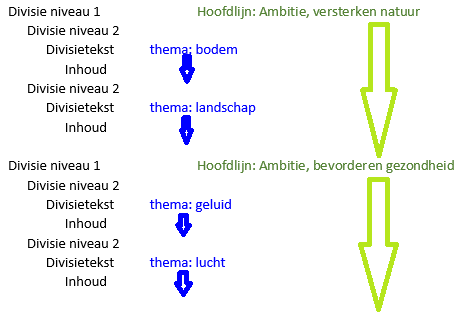 Divisie niveau 1 Hoofdlijn: Ambitie, versterken natuur
Divisie niveau 2
Divisietekst thema: bodem
Inhoud
Divisie niveau 2
Divisietekst thema: landschap
Inhoud
Divisie niveau 1 Hoofdlijn: Ambitie, bevorderen gezondheid
Divisie niveau 2
Divisietekst thema: geluid
Inhoud
Divisie niveau 2
Divisietekst thema: lucht
Inhoud